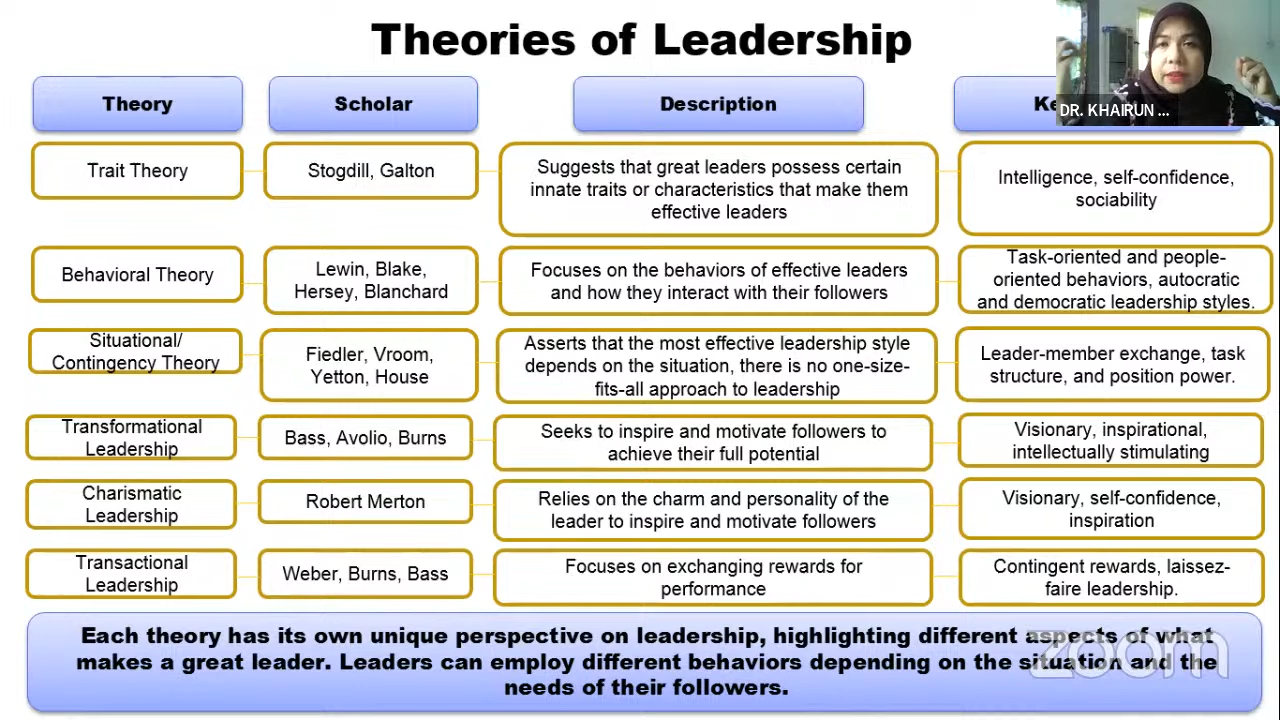 Theories of Leadership
Theory
Scholar
Description
DR. KHAIRUN ...
Trait Theory
Stogdill, Galton
Suggests that great leaders possess certain
innate traits or characteristics that make them
effective leaders
Intelligence, self-confidence,
sociability
Behavioral Theory
Lewin, Blake,
Hersey, Blanchard
Focuses on the behaviors of effective leaders
and how they interact with their followers
Task-oriented and people-
oriented behaviors, autocratic
and democratic leadership styles.
Situational/
Contingency Theory
Fiedler, Vroom,
Yetton, House
Asserts that the most effective leadership style
depends on the situation, there is no one-size-
fits-all approach to leadership
Leader-member exchange, task
structure, and position power.
Transformational
Leadership
Bass, Avolio, Burns
Seeks to inspire and motivate followers to
achieve their full potential
Visionary, inspirational,
intellectually stimulating
Charismatic
Leadership
Robert Merton
Relies on the charm and personality of the
leader to inspire and motivate followers
Visionary, self-confidence,
inspiration
Transactional
Leadership
Weber, Burns, Bass
Focuses on exchanging rewards for
performance
Contingent rewards, laissez-
faire leadership.
Each theory has its own unique perspective on leadership, highlighting different aspects of what
makes a great leader. Leaders can employ different behaviors depending on the situation and the
needs of their followers.
zoom